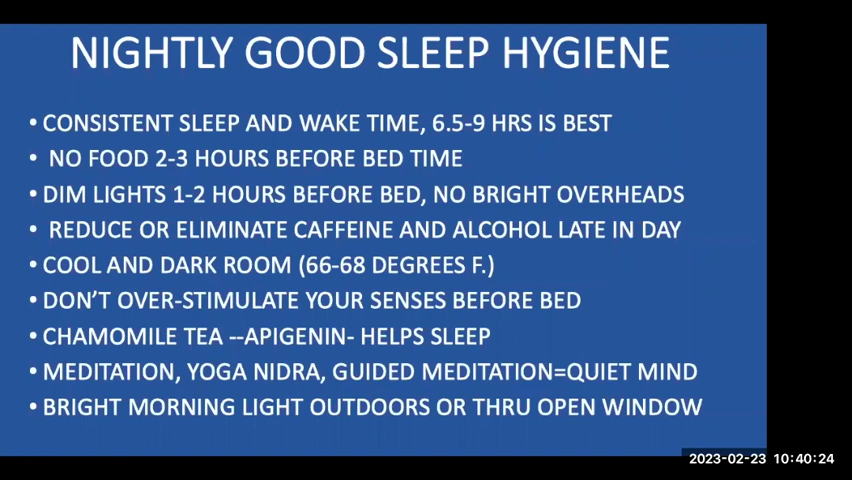 NIGHTLY GOOD SLEEP HYGIENE
• CONSISTENT SLEEP AND WAKE TIME, 6.5-9 HRS IS BEST
• NO FOOD 2-3 HOURS BEFORE BED TIME
• DIM LIGHTS 1-2 HOURS BEFORE BED, NO BRIGHT OVERHEADS
• REDUCE OR ELIMINATE CAFFEINE AND ALCOHOL LATE IN DAY
• COOL AND DARK ROOM (66-68 DEGREES F.)
• DON'T OVER-STIMULATE YOUR SENSES BEFORE BED
• CHAMOMILE TEA --APIGENIN- HELPS SLEEP
• MEDITATION, YOGA NIDRA, GUIDED MEDITATION=QUIET MIND
• BRIGHT MORNING LIGHT OUTDOORS OR THRU OPEN WINDOW
2023-02-23 10:40:24